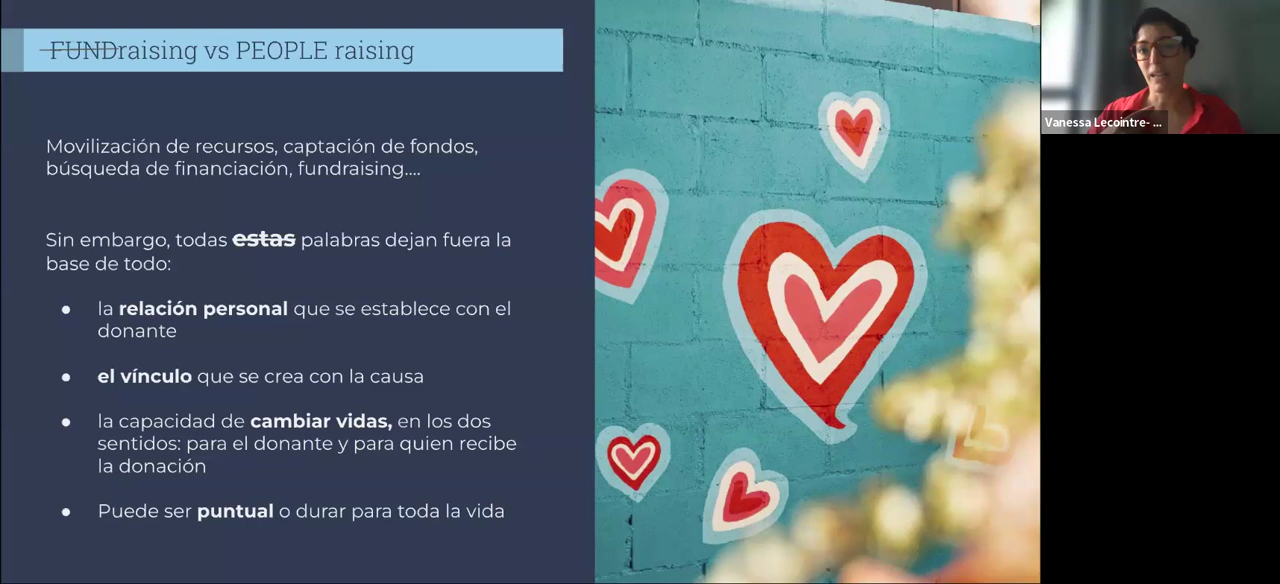 FUNDraising vs PEOPLE raising
Movilización de recursos, captación de fondos,
búsqueda de financiación, fundraising....
Sin embargo, todas estas palabras dejan fuera la
base de todo:
● la relación personal que se establece con el
donante
● el vínculo que se crea con la causa
● la capacidad de cambiar vidas, en los dos
sentidos: para el donante y para quien recibe
la donación
● Puede ser puntual o durar para toda la vida
Vanessa Lecointre- ...